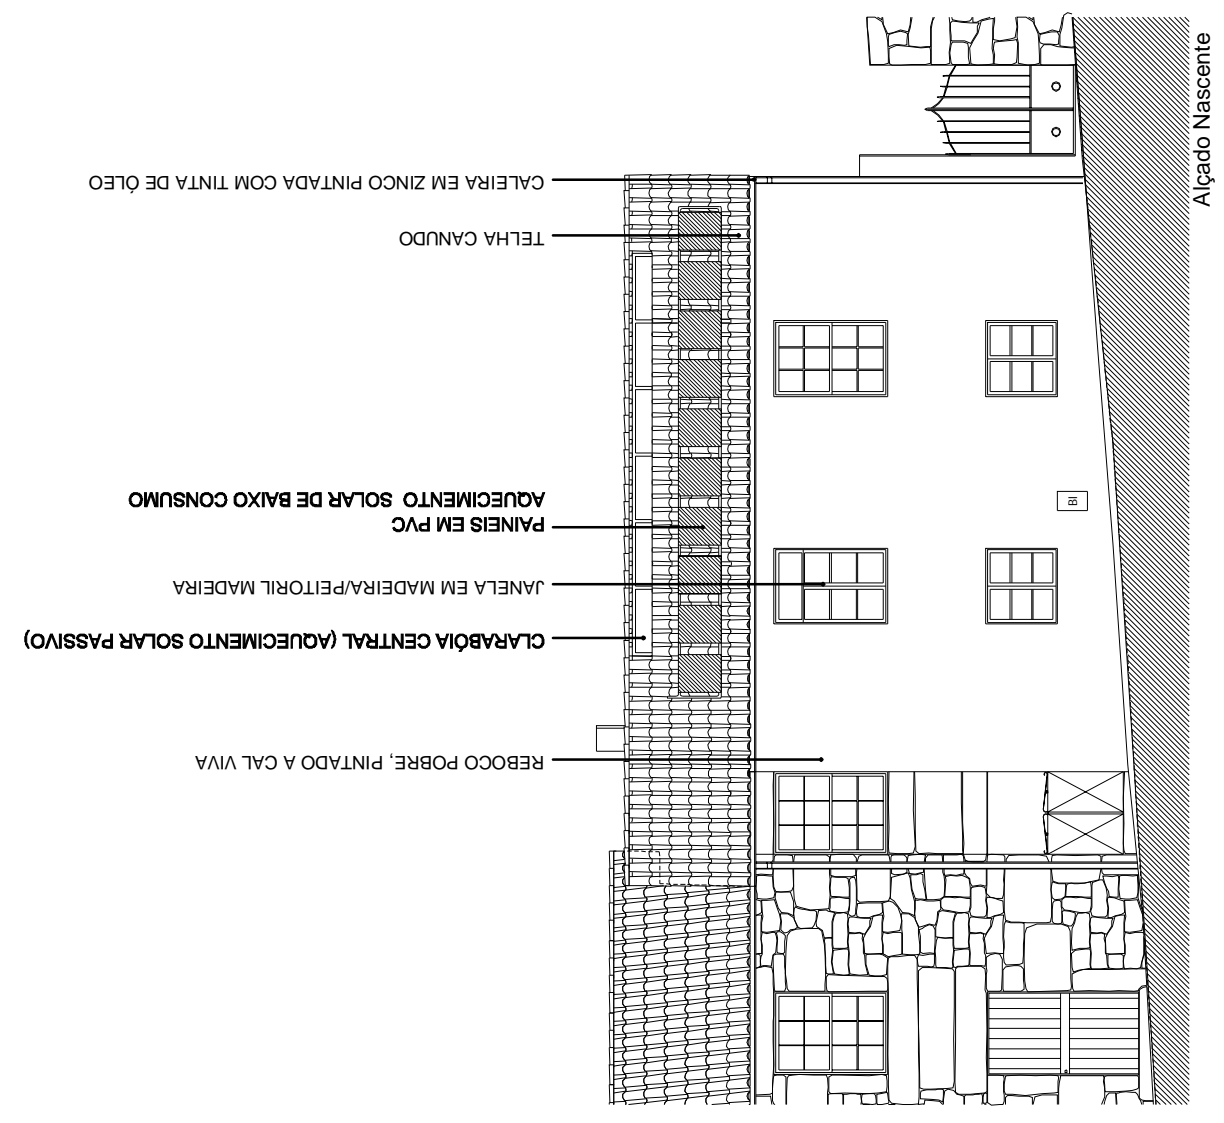 CALEIRA EM ZINCO PINTADA COM TINTA DE ÓLEO
TELHA CANUDO
PAINEIS EM PVC
AQUECIMENTO SOLAR DE BAIXO CONSUMO
JANELA EM MADEIRA/PEITORIL MADEIRA
CLARABÓIA CENTRAL (AQUECIMENTO SOLAR PASSIVO)
REBOCO POBRE, PINTADO A CAL VIVA
BI
Alçado Nascente